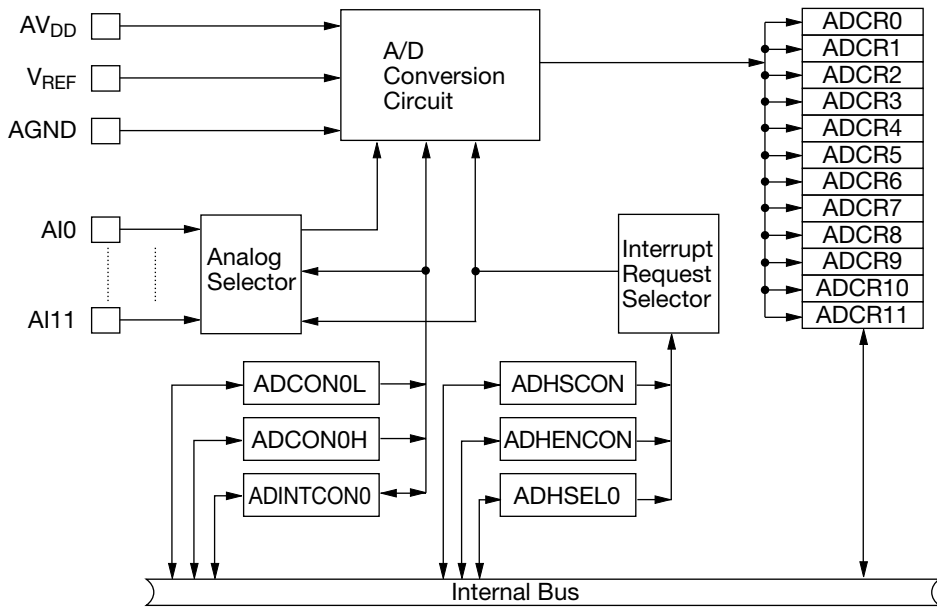 AVDD
VREF
AGND
A/D
Conversion
Circuit
ADCR0
ADCR1
ADCR2
ADCR3
ADCR4
ADCR5
ADCR6
ADCR7
ADCR8
ADCR9
ADCR10
ADCR11
AI0
AI11
Analog
Selector
Interrupt
Request
Selector
ADCON0L
ADCON0H
ADINTCON0
ADHSCON
ADHENCON
ADHSEL0
Internal Bus